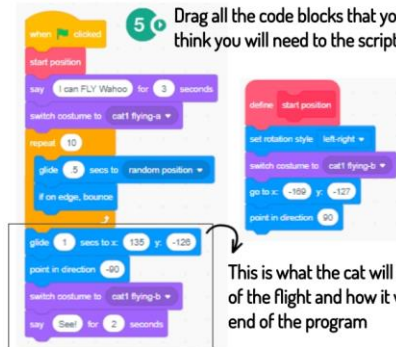 5 Drag all the code blocks that yo
think you will need to the script
when clicked
start position
say I can FLY Wahoo for 3 seconds
switch costume to cat1 flying-a
repeat 10
glide .5 secs to random position
if on edge, bounce
glide 1 secs to x: 135 y: -126
point in direction -90
switch costume to cat1 flying-b
say See! for 2 seconds
define start position
set rotation style left-right
switch costume to cat1 flying-b
go to x: -169 y: -127
point in direction 90
This is what the cat will
of the flight and how it
end of the program